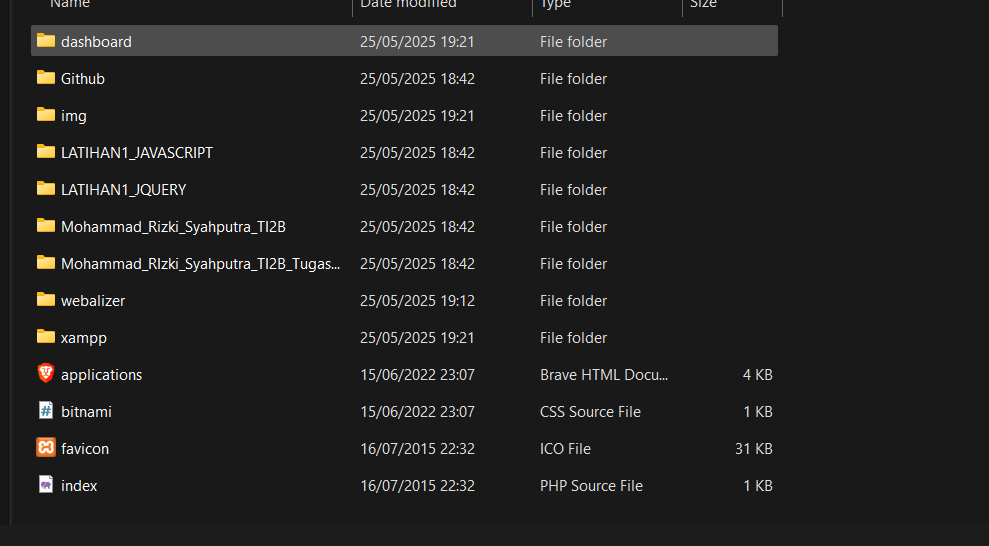 Name Date modified Type Size
dashboard 25/05/2025 19:21 File folder
Github 25/05/2025 18:42 File folder
img 25/05/2025 19:21 File folder
LATIHAN1_JAVASCRIPT 25/05/2025 18:42 File folder
LATIHAN1_JQUERY 25/05/2025 18:42 File folder
Mohammad_Rizki_Syahputra_TI2B 25/05/2025 18:42 File folder
Mohammad_RIzki_Syahputra_TI2B_Tugas... 25/05/2025 18:42 File folder
webalizer 25/05/2025 19:12 File folder
xampp 25/05/2025 19:21 File folder
applications 15/06/2022 23:07 Brave HTML Docu... 4 KB
bitnami 15/06/2022 23:07 CSS Source File 1 KB
favicon 16/07/2015 22:32 ICO File 31 KB
index 16/07/2015 22:32 PHP Source File 1 KB